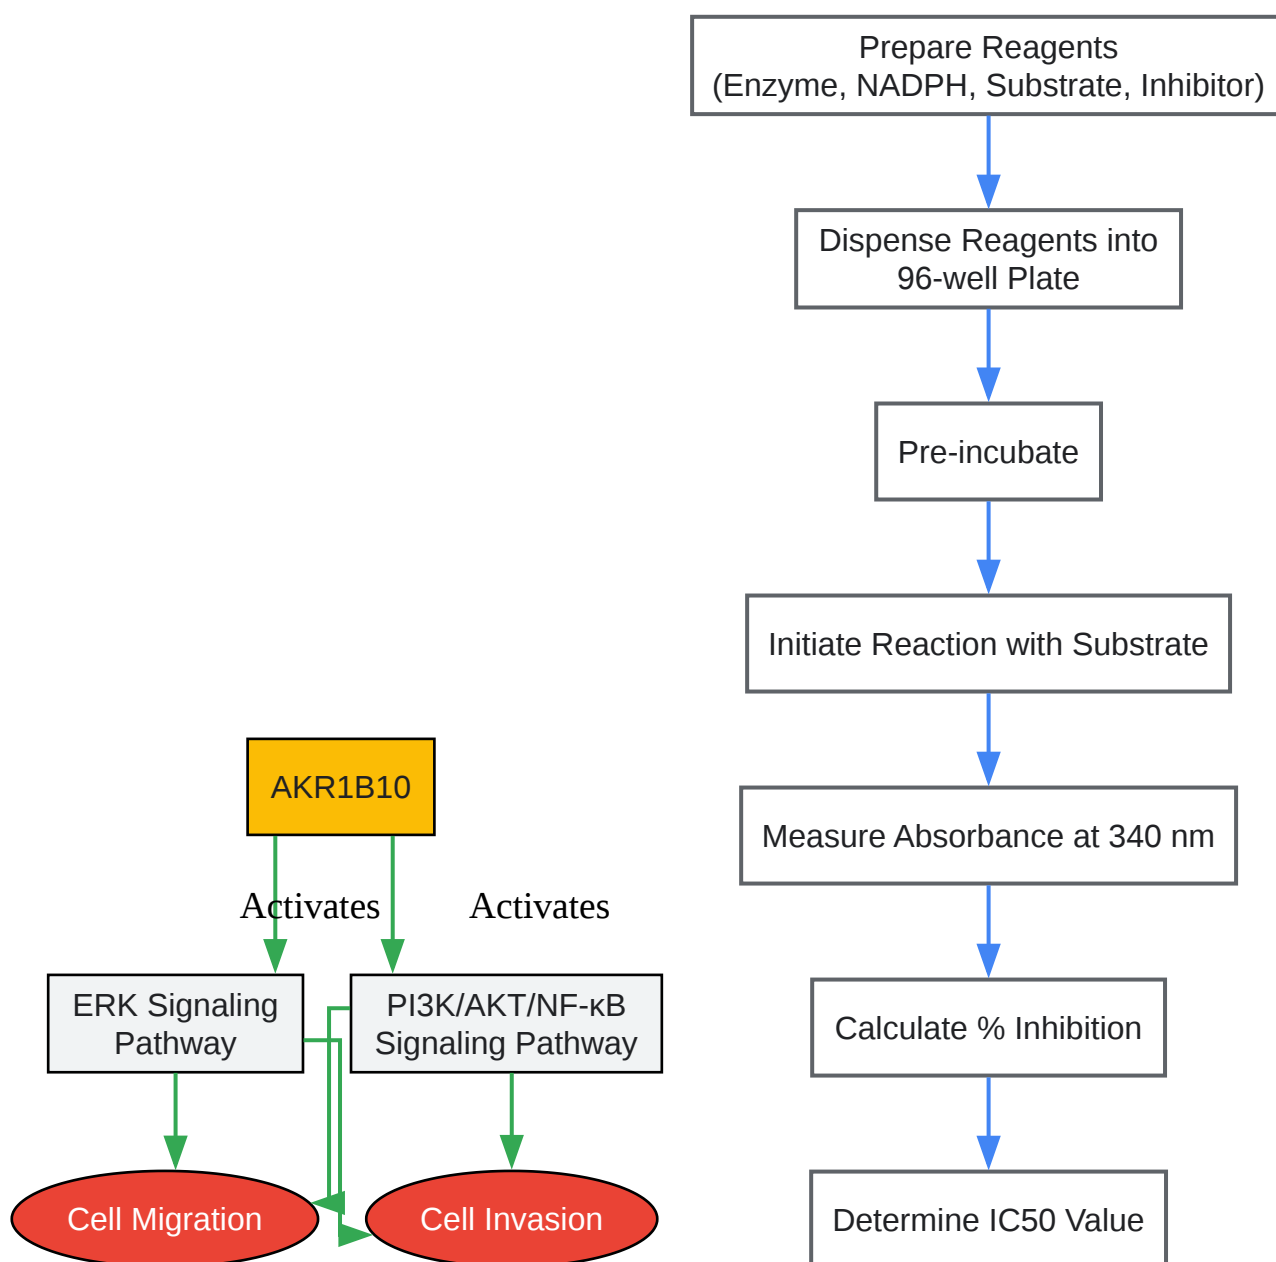 Prepare Reagents
(Enzyme, NADPH, Substrate, Inhibitor)
Dispense Reagents into
96-well Plate
Pre-incubate
Initiate Reaction with Substrate
Measure Absorbance at 340 nm
Calculate % Inhibition
Determine IC50 Value
AKR1B10
Activates
Activates
ERK Signaling
Pathway
PI3K/AKT/NF-κB
Signaling Pathway
Cell Migration
Cell Invasion